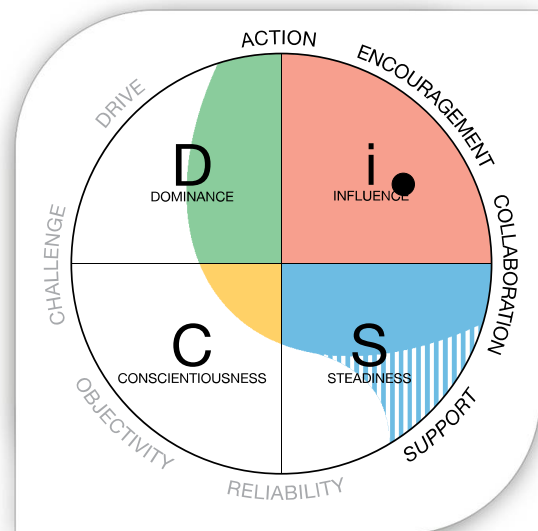 ACTION
ENCOURAGEMENT
DRIVE
D
DOMINANCE
i
INFLUENCE
CHALLENGE
COLLABORATION
C
CONSCIENTIOUSNESS
S
STEADINESS
OBJECTIVITY
SUPPORT
RELIABILITY